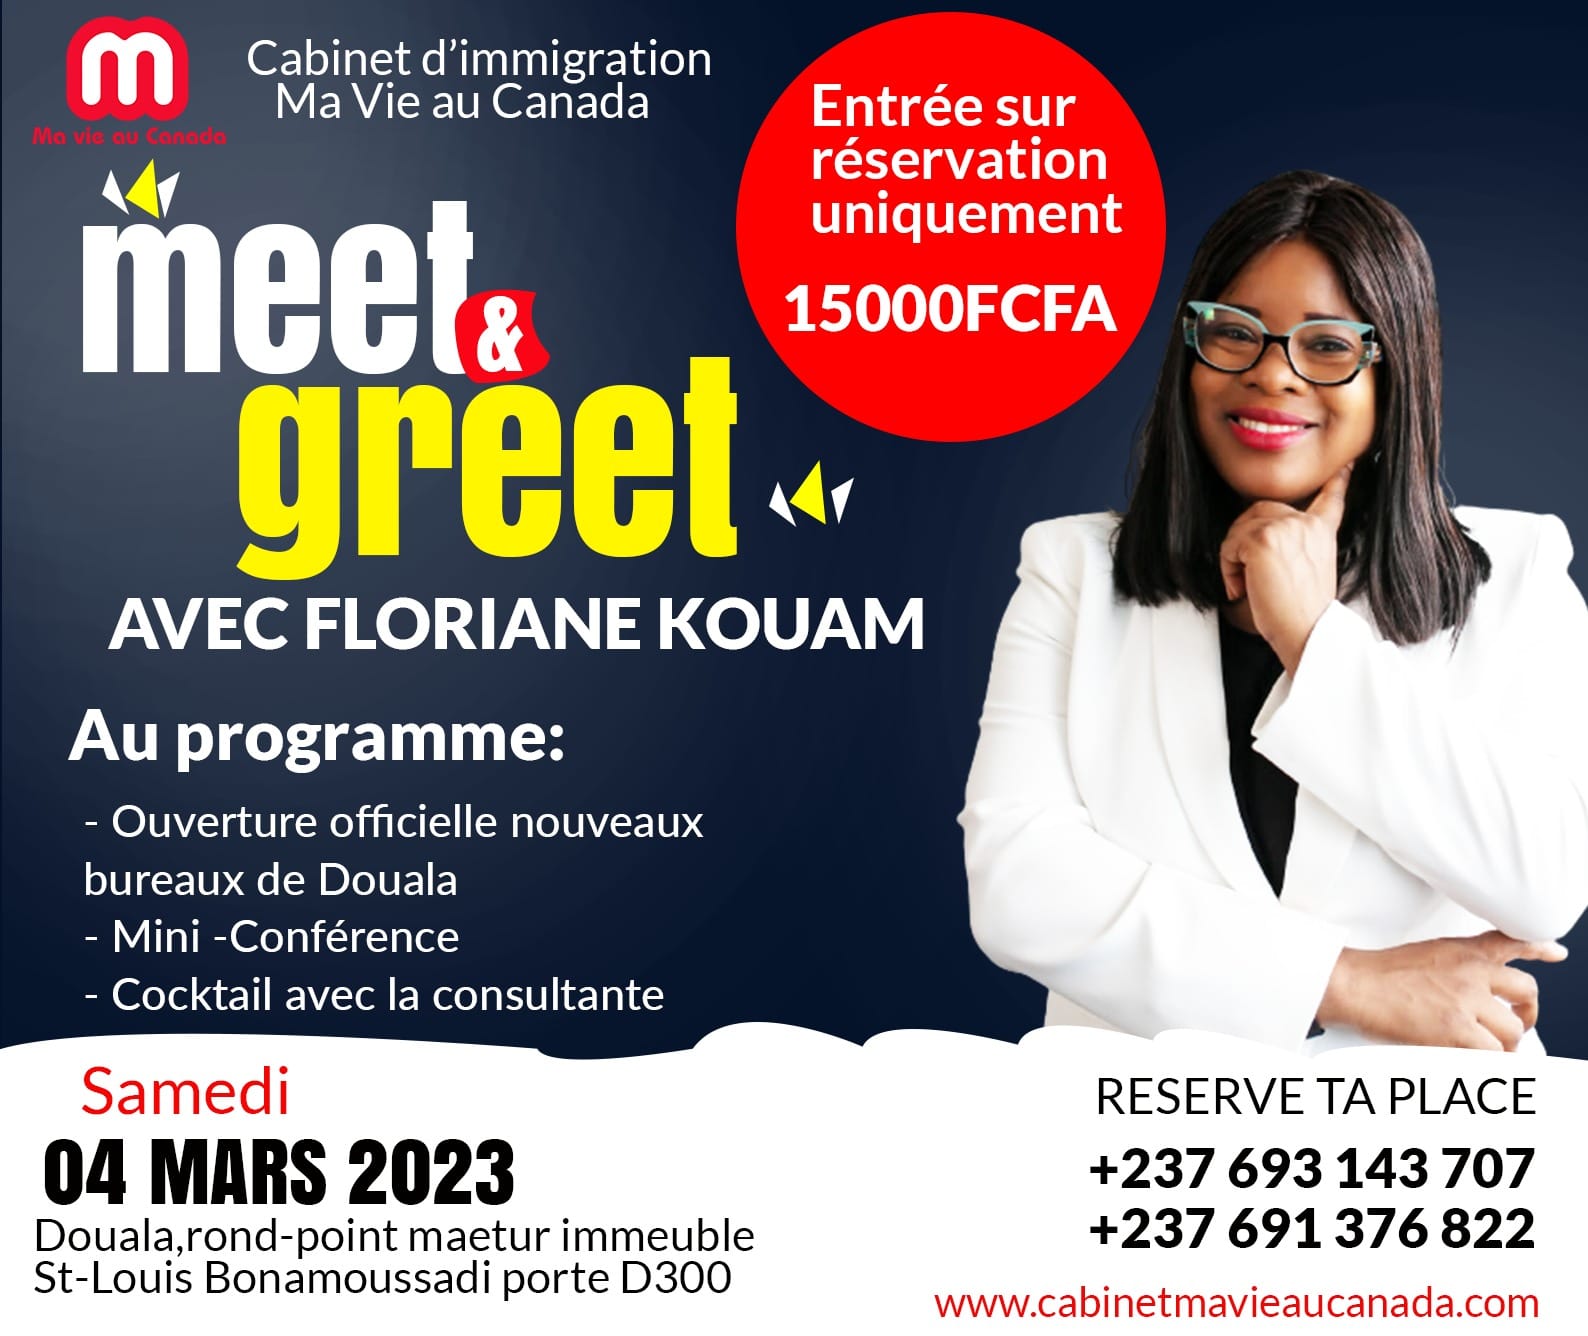 m
Ma vie au Canada
Cabinet d’immigration
Ma Vie au Canada
Entrée sur
réservation
uniquement
15000FCFA
meet &
greet
AVEC FLORIANE KOUAM
Au programme:
- Ouverture officielle nouveaux
bureaux de Douala
- Mini -Conférence
- Cocktail avec la consultante
Samedi
04 MARS 2023
Douala,rond-point maetur immeuble
St-Louis Bonamoussadi porte D300
RESERVE TA PLACE
+237 693 143 707
+237 691 376 822
www.cabinetmavieaucanada.com